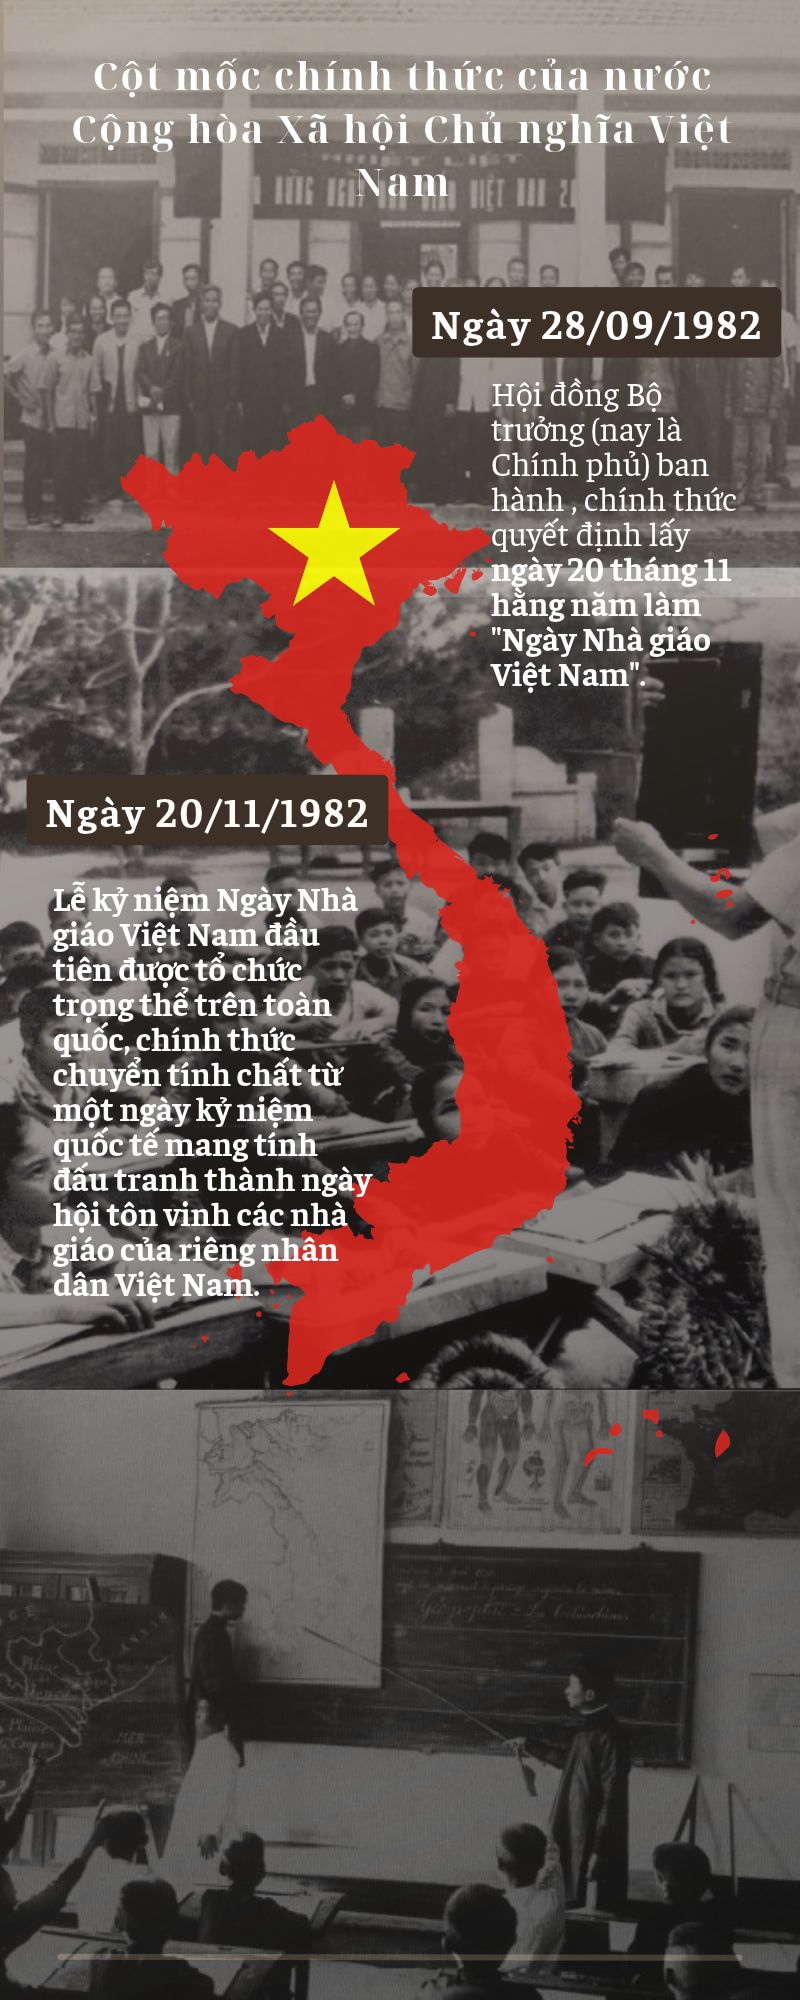 Cột mốc chính thức của nước
Cộng hòa Xã hội Chủ nghĩa Việt
Nam
Ngày 28/09/1982
Hội đồng Bộ
trưởng (nay là
Chính phủ) ban
hành , chính thức
quyết định lấy
ngày 20 tháng 11
hằng năm làm
"Ngày Nhà giáo
Việt Nam".
Ngày 20/11/1982
Lễ kỷ niệm Ngày Nhà
giáo Việt Nam đầu
tiên được tổ chức
trọng thể trên toàn
quốc, chính thức
chuyển tính chất từ
một ngày kỷ niệm
quốc tế mang tính
đấu tranh thành ngày
hội tôn vinh các nhà
giáo của riêng nhân
dân Việt Nam.